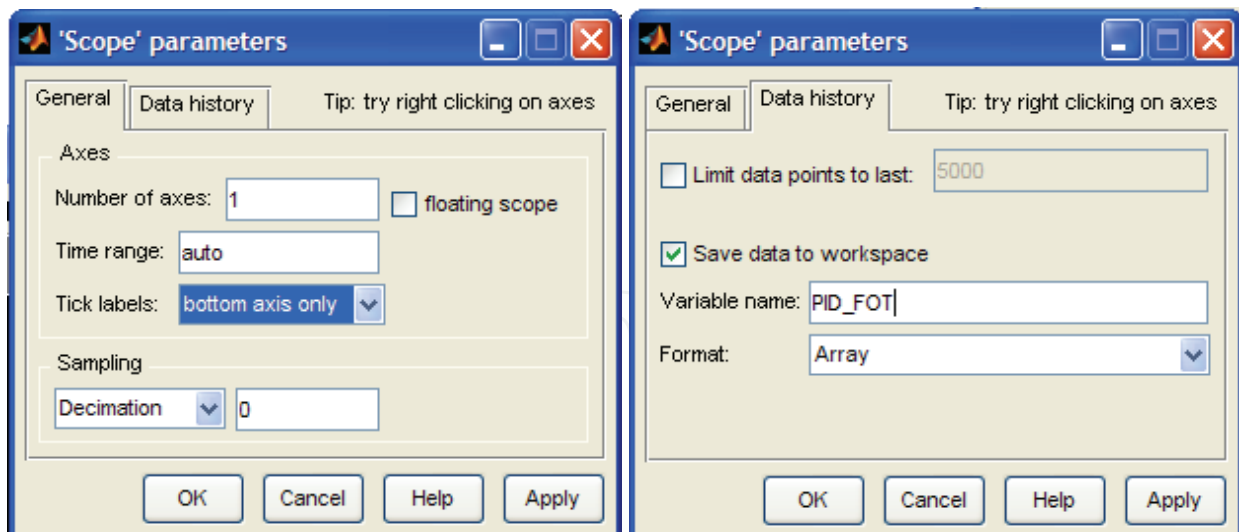 'Scope' parameters
General
Data history
Tip: try right clicking on axes
Axes
Number of axes: 1
floating scope
Time range: auto
Tick labels: bottom axis only
Sampling
Decimation 0
OK Cancel Help Apply
'Scope' parameters
General
Data history
Tip: try right clicking on axes
Limit data points to last: 5000
Save data to workspace
Variable name: PID_FOT
Format: Array
OK Cancel Help Apply